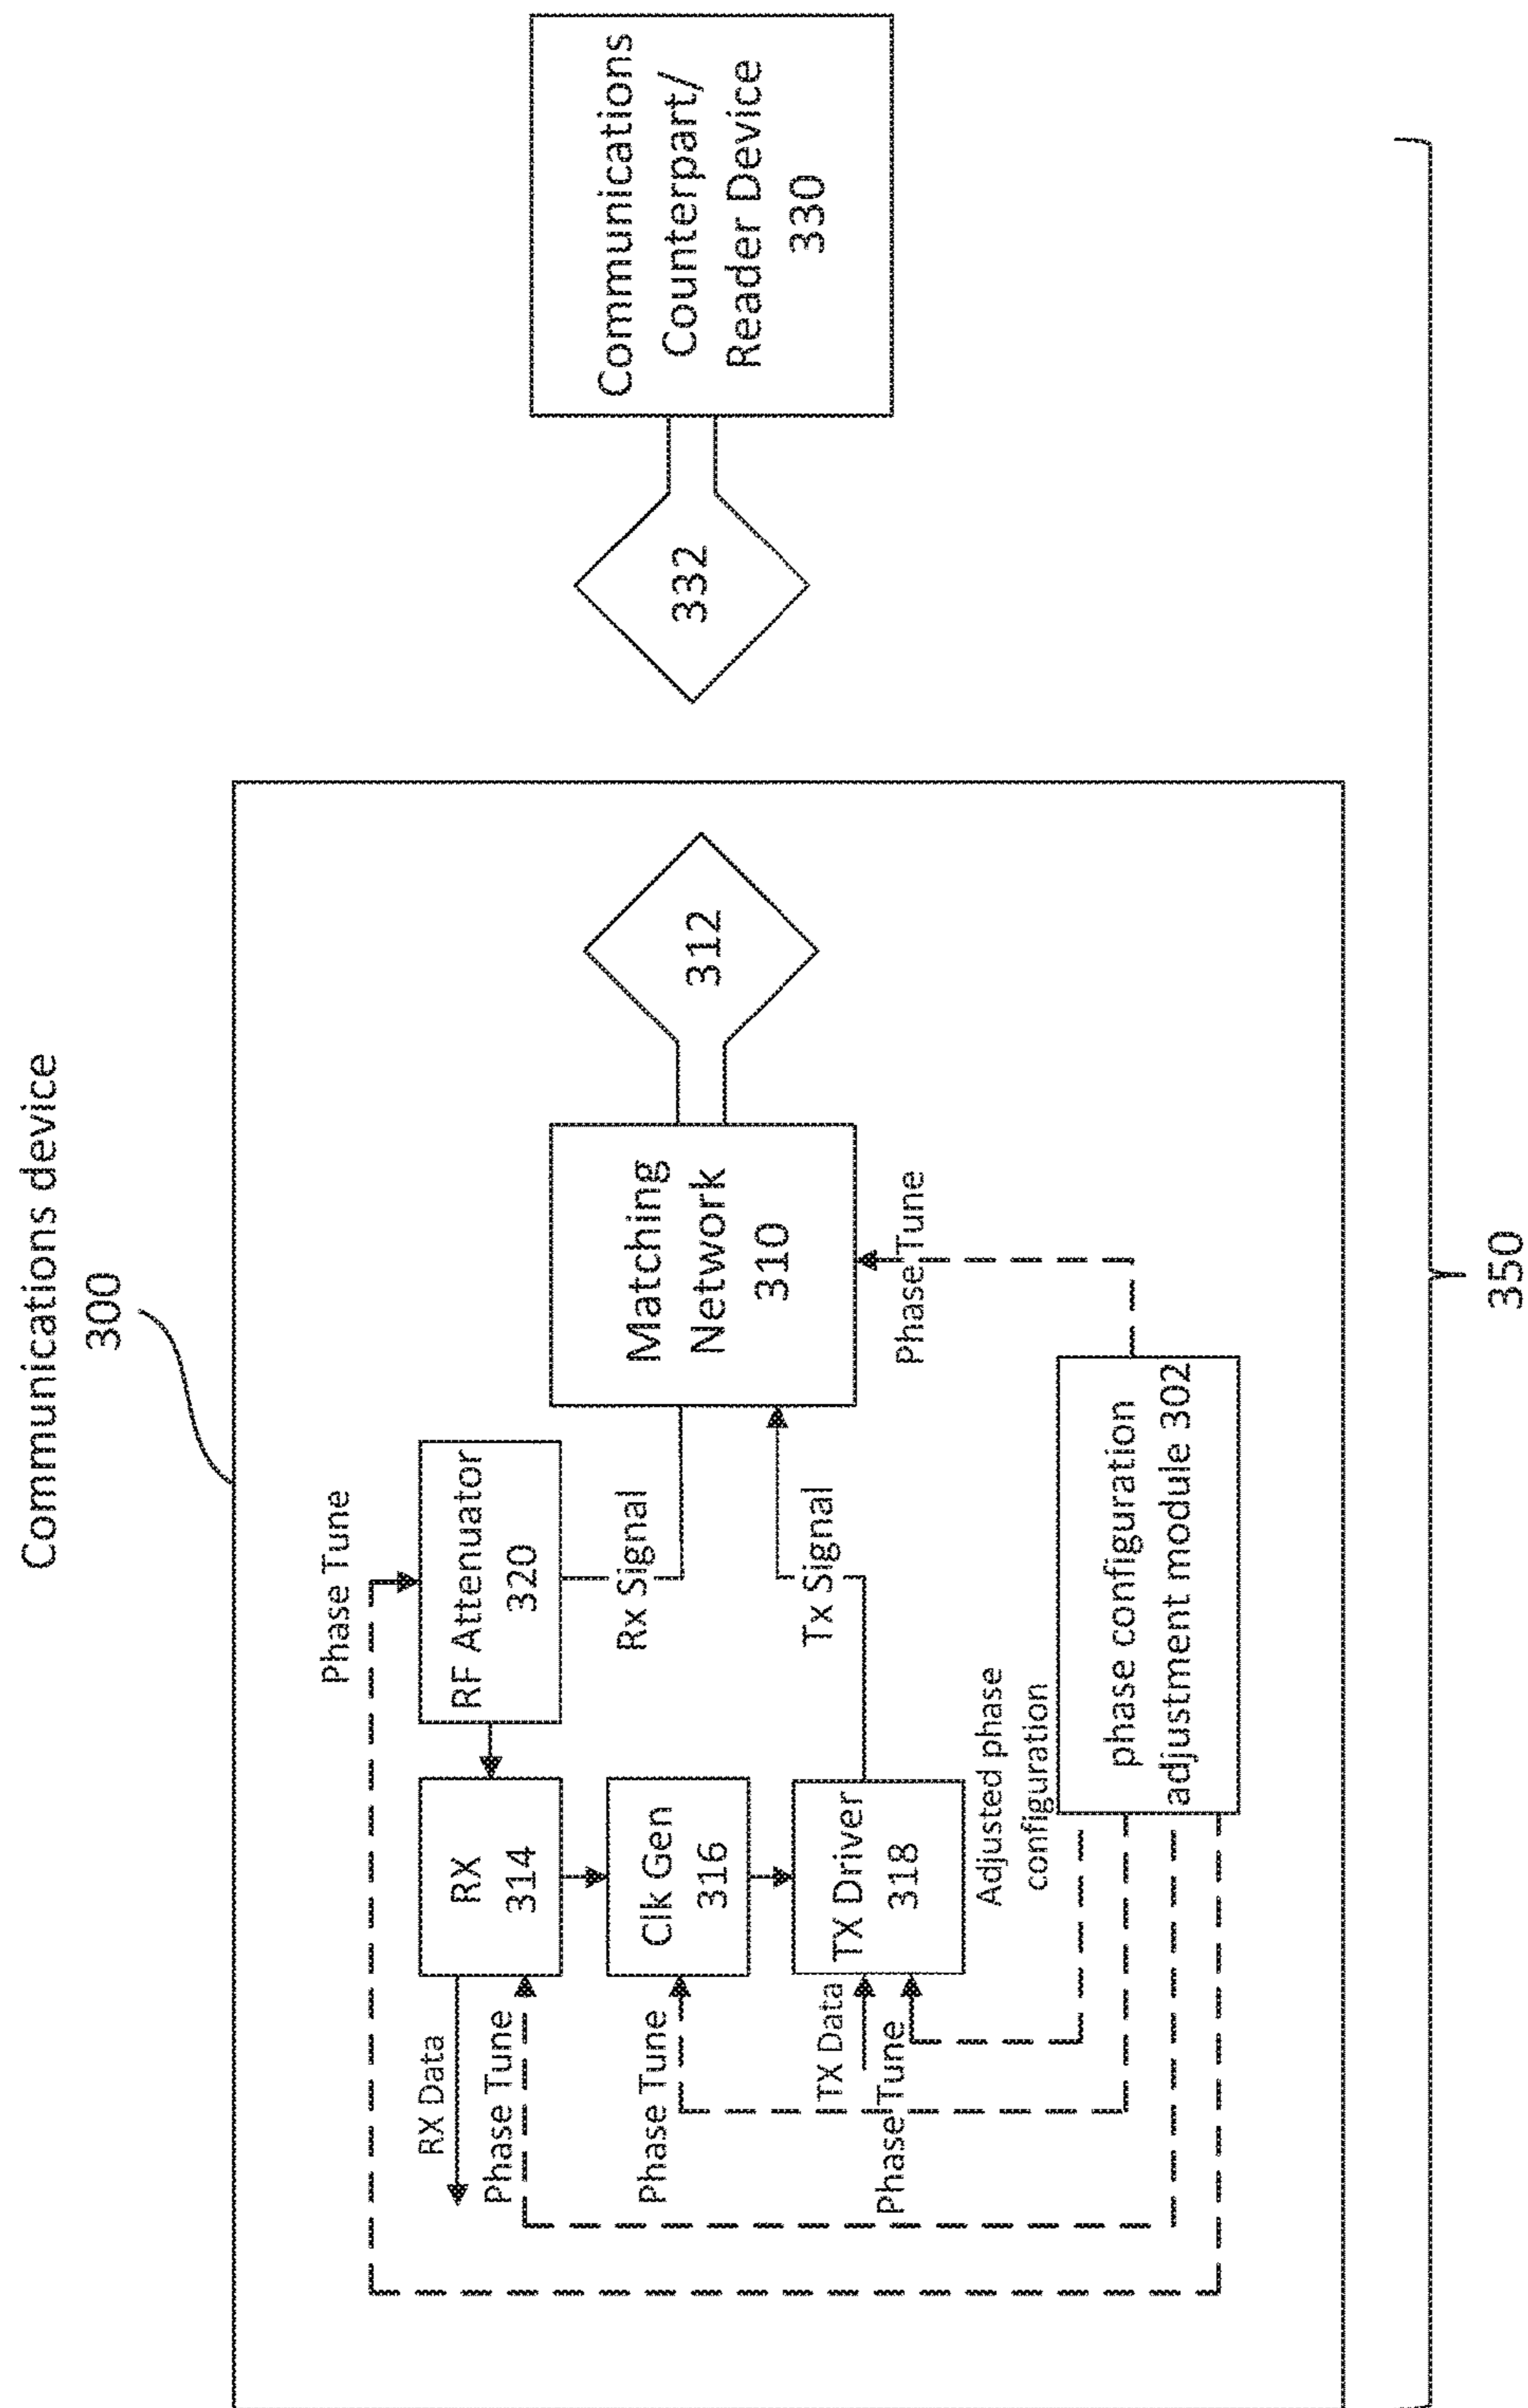 Communications device
300
Phase Tune
RF Attenuator
320
RX
314
RX Data
Phase Tune
Rx Signal
Clk Gen
316
Phase Tune
Matching
Network
310
312
332
Communications
Counterpart/
Reader Device
330
Tx Signal
TX Driver
318
TX Data
Phase Tune
Phase Tune
Adjusted phase
configuration
phase configuration
adjustment module 302
350